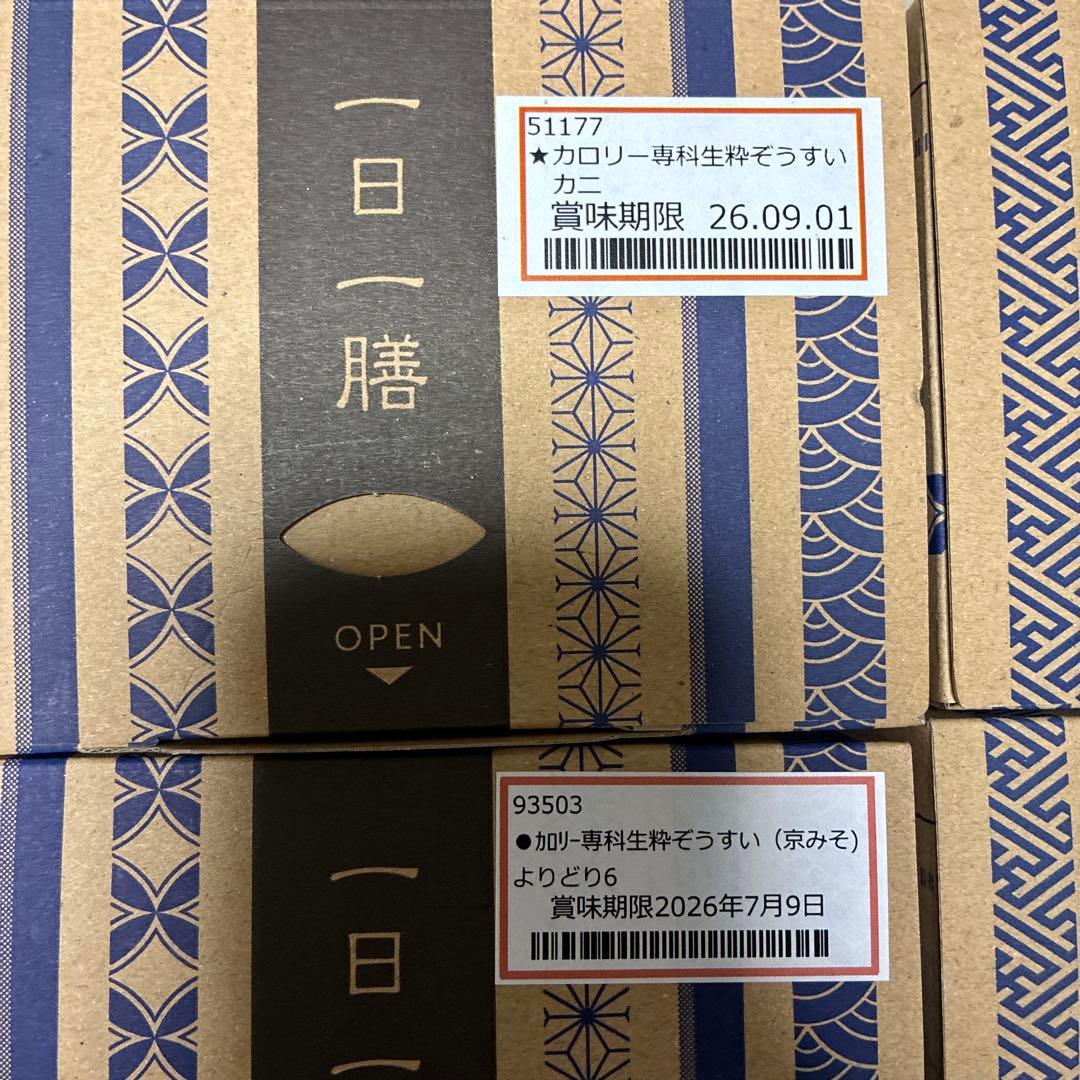 一日一膳
OPEN
51177
★カロリー専科生粋ぞうすい
カニ
賞味期限 26.09.01
一日一
93503
●ｶﾛﾘｰ専科生粋ぞうすい（京みそ)
よりどり6
賞味期限2026年7月9日